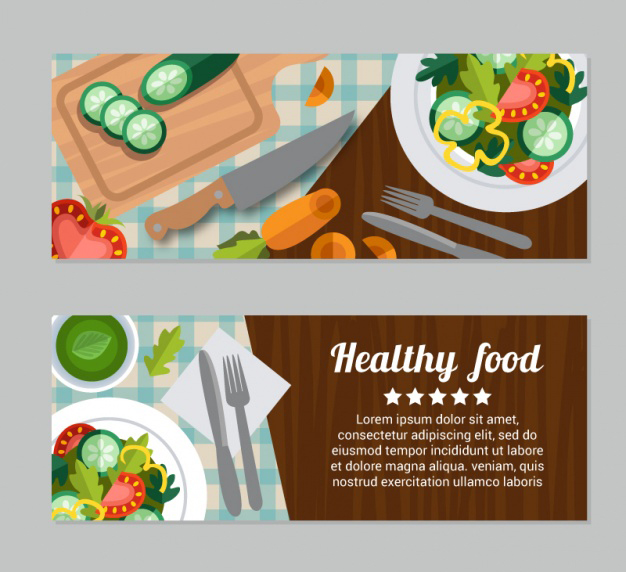 Healthy food
Lorem ipsum dolor sit amet,
consectetur adipiscing elit, sed do
eiusmod tempor incididunt ut labore
et dolore magna aliqua. veniam, quis
nostrud exercitation ullamco laboris